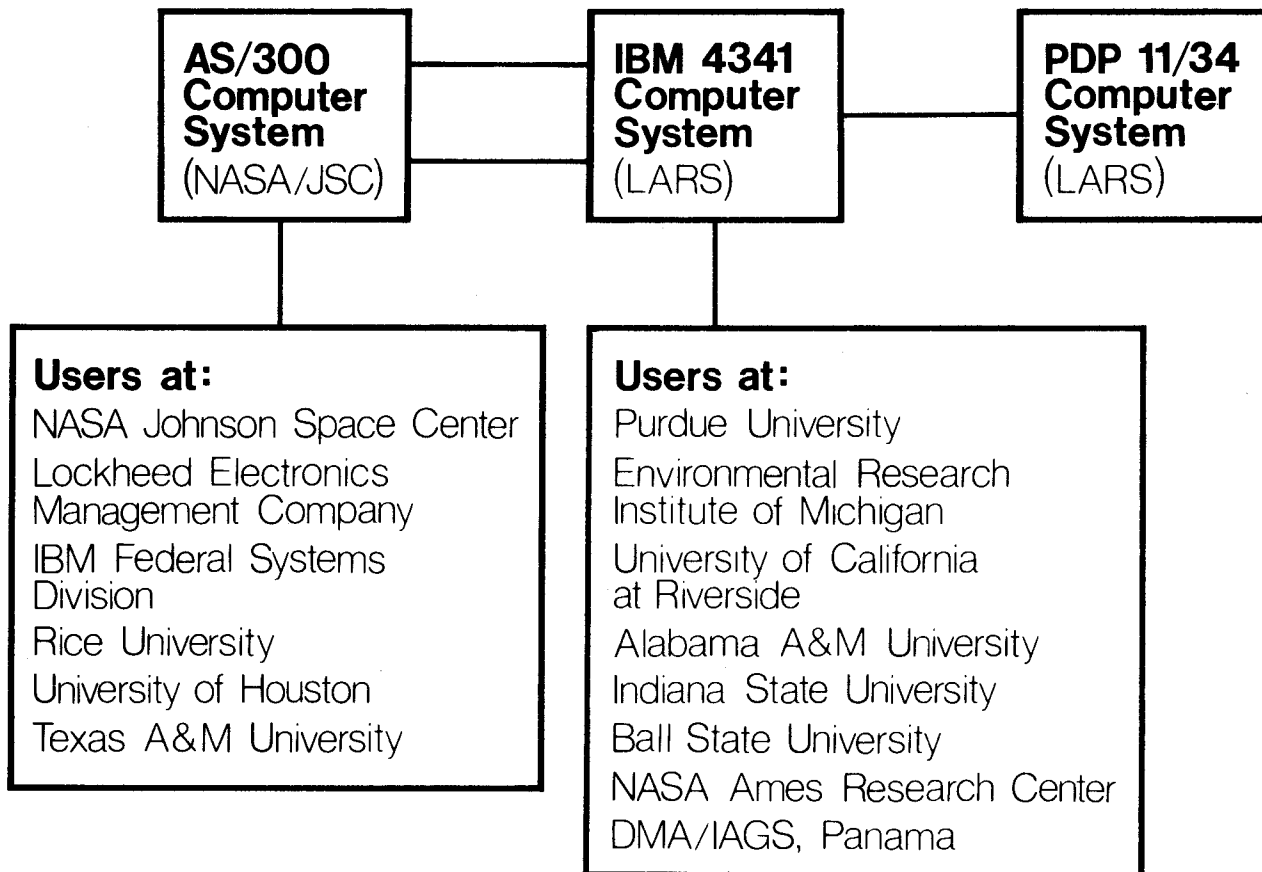 AS/300
Computer
System
(NASA/JSC)
IBM 4341
Computer
System
(LARS)
PDP 11/34
Computer
System
(LARS)
Users at:
NASA Johnson Space Center
Lockheed Electronics
Management Company
IBM Federal Systems
Division
Rice University
University of Houston
Texas A&M University
Users at:
Purdue University
Environmental Research
Institute of Michigan
University of California
at Riverside
Alabama A&M University
Indiana State University
Ball State University
NASA Ames Research Center
DMA/IAGS, Panama